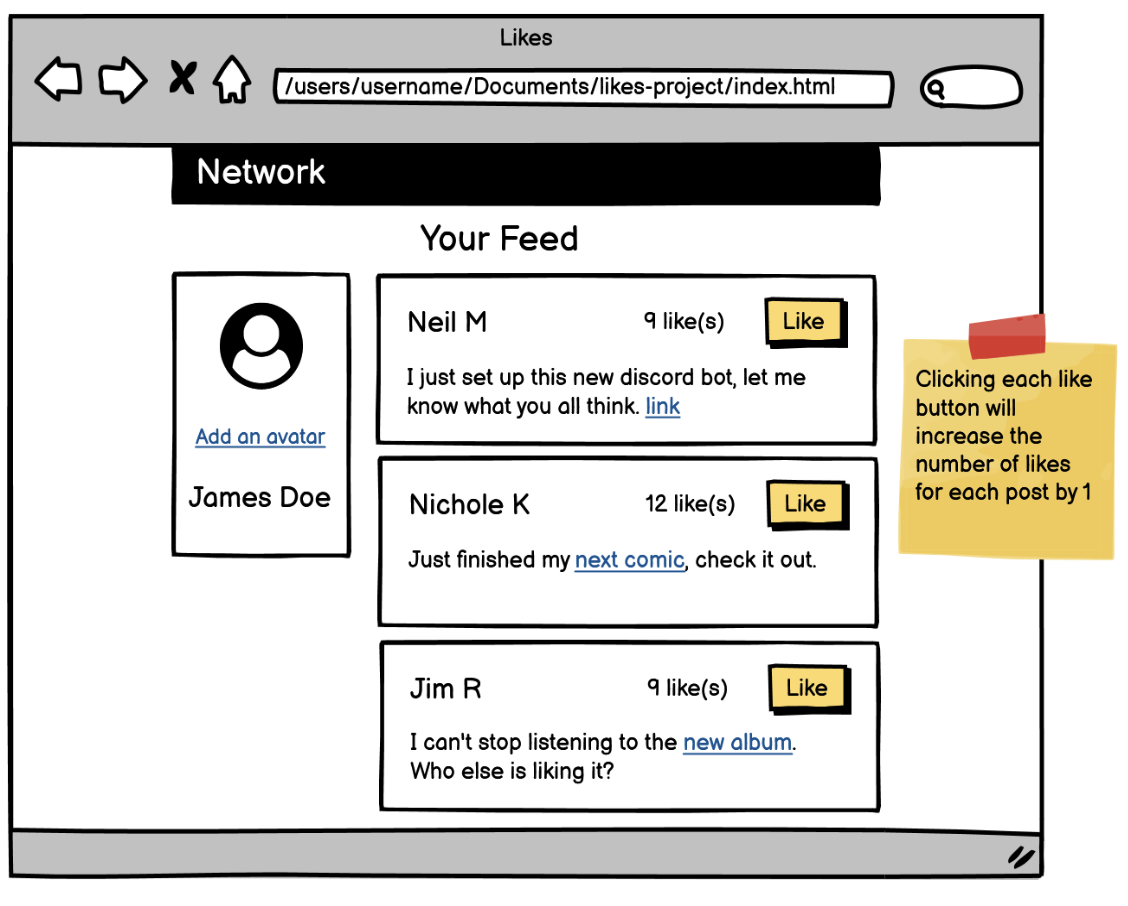 Likes
/users/username/Documents/likes-project/index.html
Network
Your Feed
Add an avatar
James Doe
Neil M
9 like(s)
Like
I just set up this new discord bot, let me
know what you all think. link
Nichole K
12 like(s)
Like
Just finished my next comic, check it out.
Jim R
9 like(s)
Like
I can't stop listening to the new album.
Who else is liking it?
Clicking each like
button will
increase the
number of likes
for each post by 1